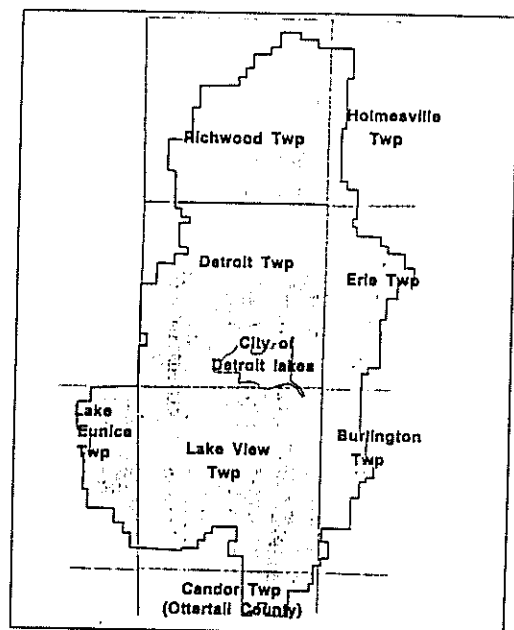 Holmesville
Twp
Richwood Twp
Detroit Twp
Erie Twp
City of
Detroit lakes
Lake
Eunice
Twp
Lake View
Twp
Burlington
Twp
Candor Twp
(Ottertail County)